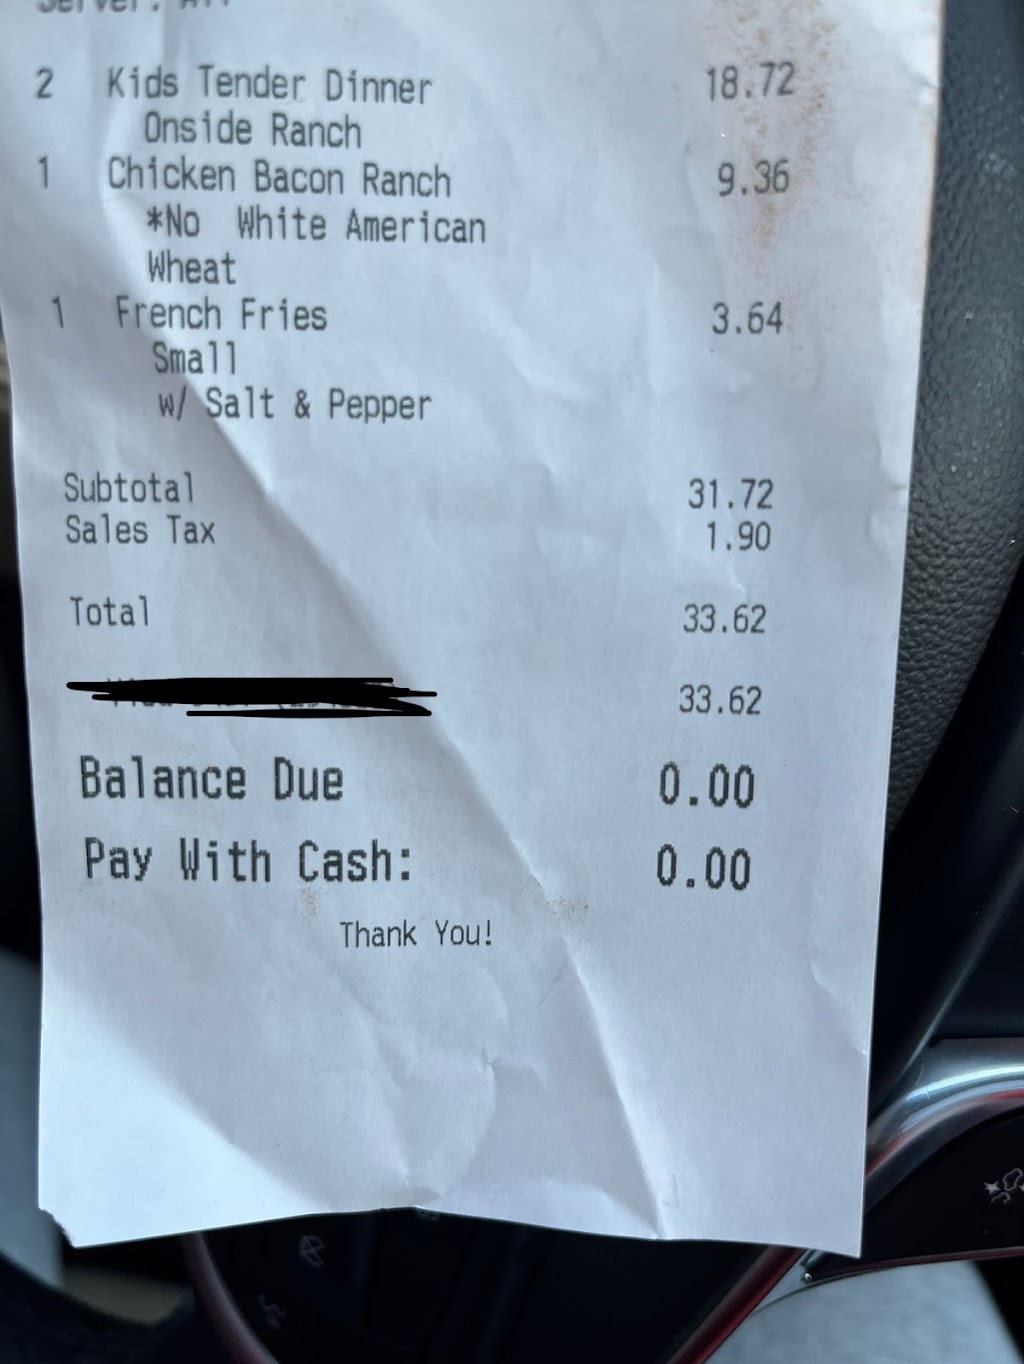 2 Kids Tender Dinner 18.72
Onside Ranch
1 Chicken Bacon Ranch 9.36
*No White American
Wheat
1 French Fries 3.64
Small
w/ Salt & Pepper
Subtotal 31.72
Sales Tax 1.90
Total 33.62
33.62
Balance Due 0.00
Pay With Cash: 0.00
Thank You!